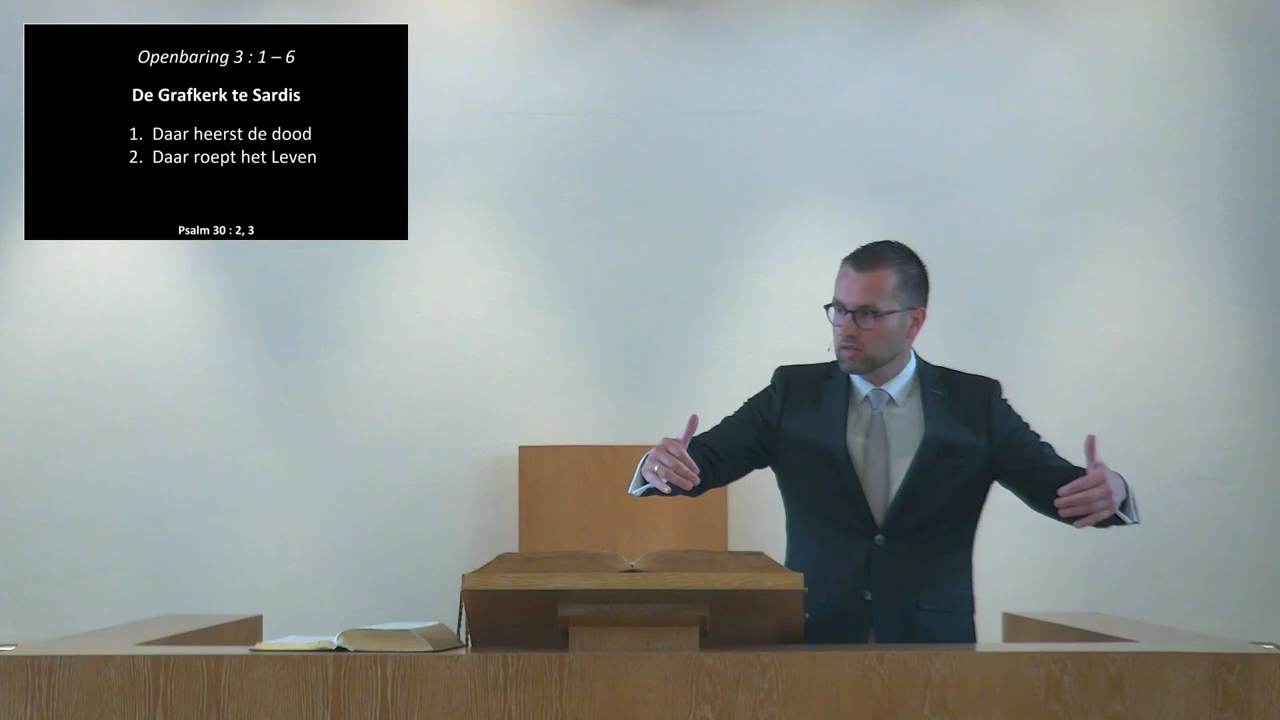 Openbaring 3 : 1 – 6
De Grafkerk te Sardis
1. Daar heerst de dood
2. Daar roept het Leven
Psalm 30 : 2, 3